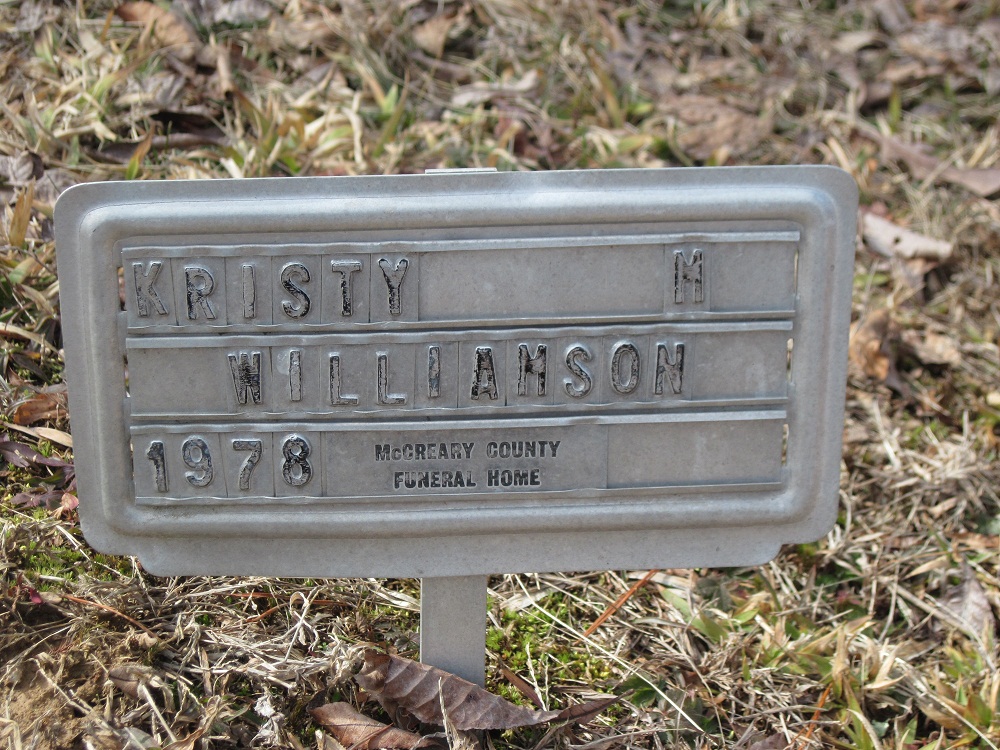 KRISTY M
WILLIAMSON
1978
McCREARY COUNTY
FUNERAL HOME